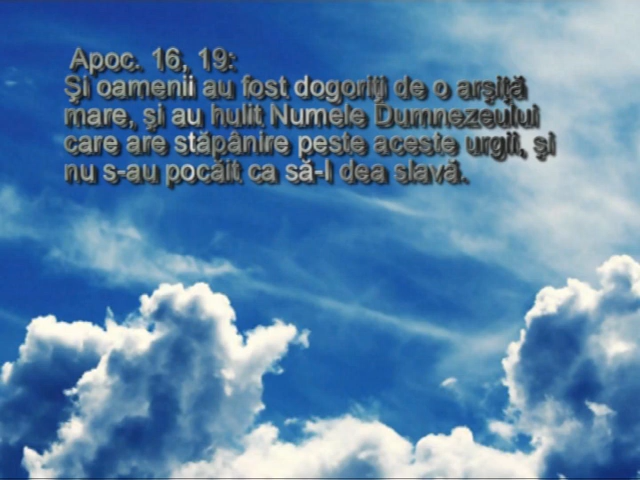 Apoc. 16, 19:
Şi oamenii au fost dogoriţi de o arşiţă
mare, şi au hulit Numele Dumnezeului
care are stăpânire peste aceste urgii, şi
nu s-au pocăit ca să-I dea slavă.